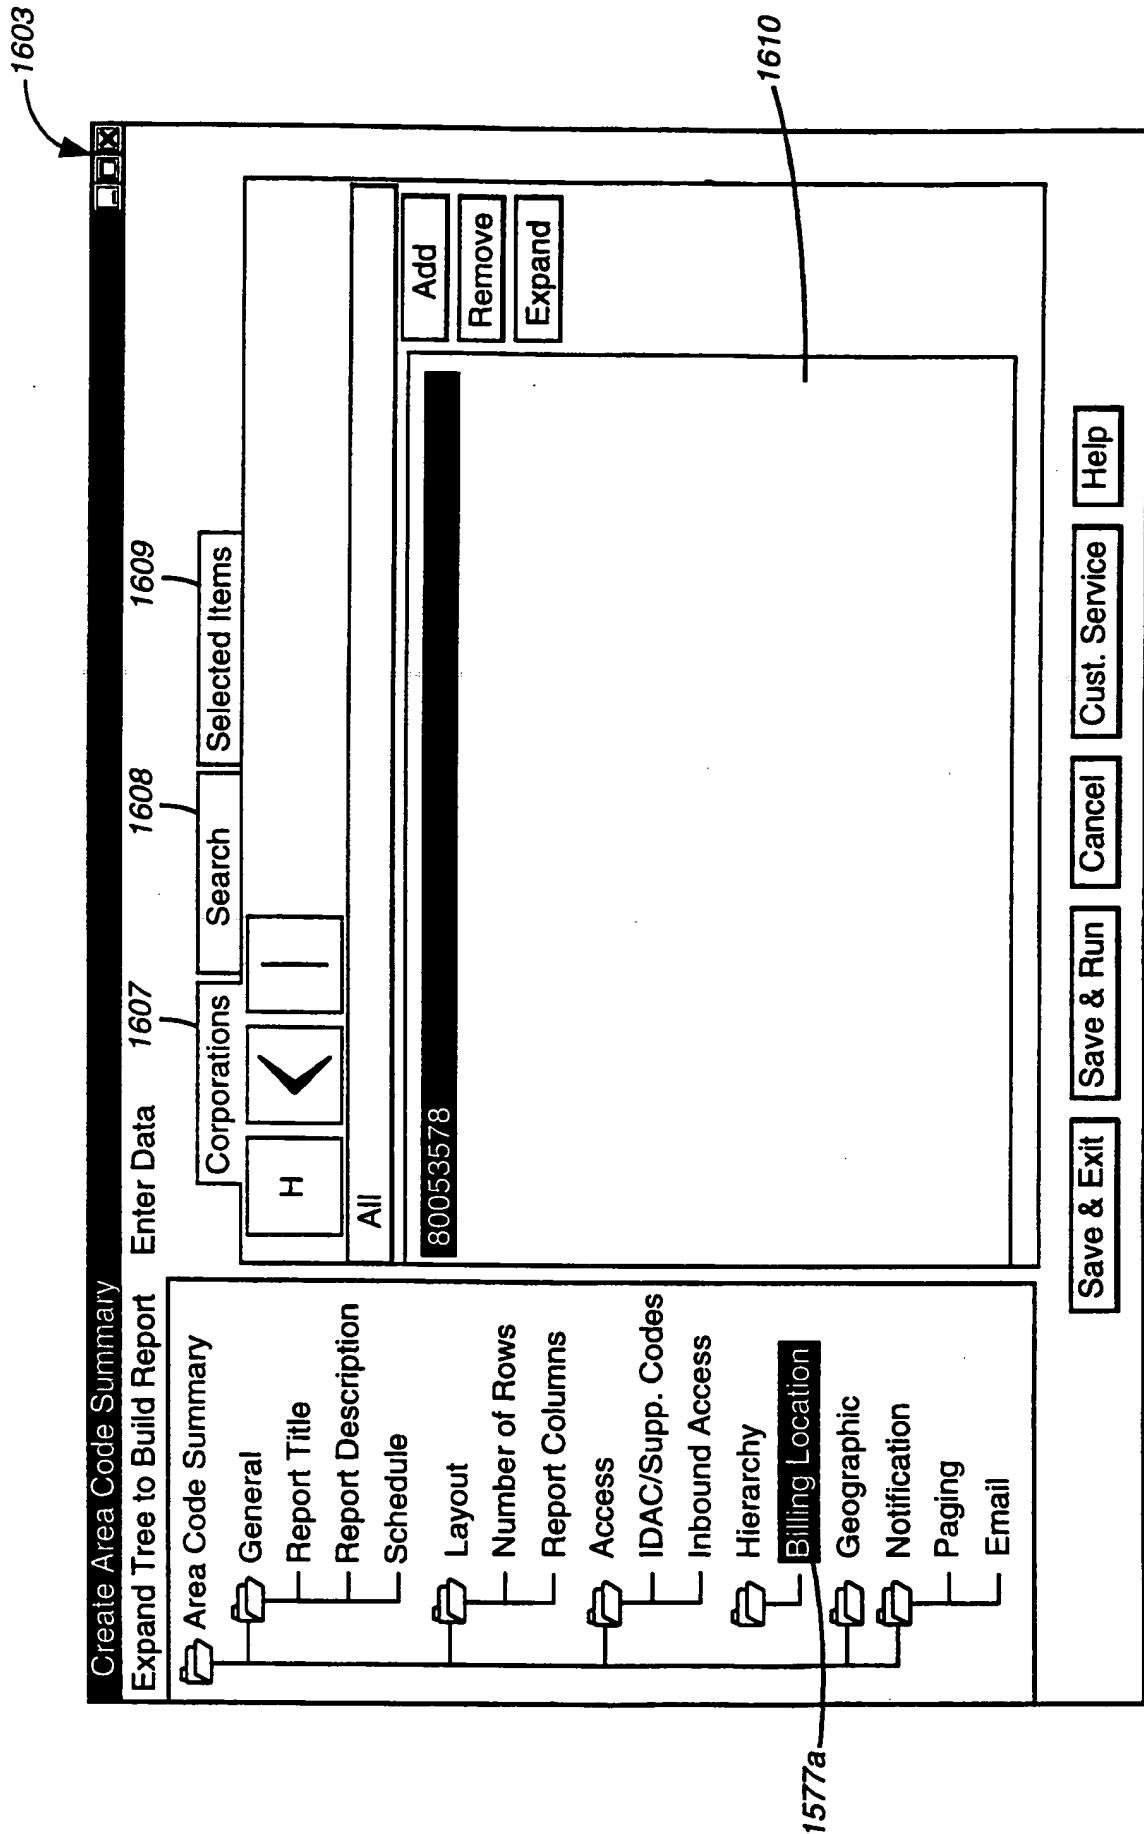 1603
Create Area Code Summary
Expand Tree to Build Report
Enter Data
1607
1608
1609
Area Code Summary
General
Report Title
Report Description
Schedule
Layout
Number of Rows
Report Columns
Access
IDAC/Supp. Codes
Inbound Access
Hierarchy
Billing Location
Geographic
Notification
Paging
Email
1577a
Corporations
Search
Selected Items
H
All
80053578
Add
Remove
Expand
1610
Save & Exit
Save & Run
Cancel
Cust. Service
Help